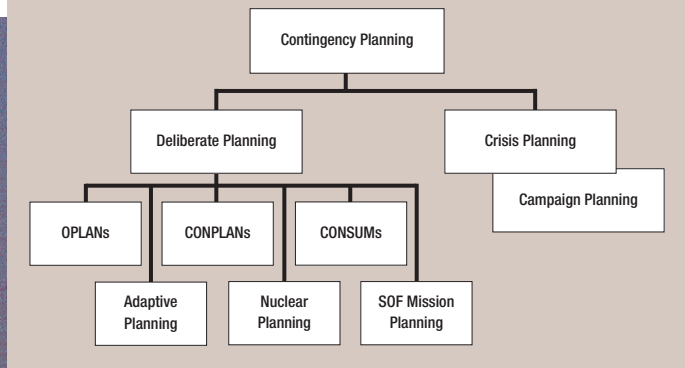 Contingency Planning
Deliberate Planning
Crisis Planning
Campaign Planning
OPLANs
CONPLANs
CONSUMs
Adaptive
Planning
Nuclear
Planning
SOF Mission
Planning